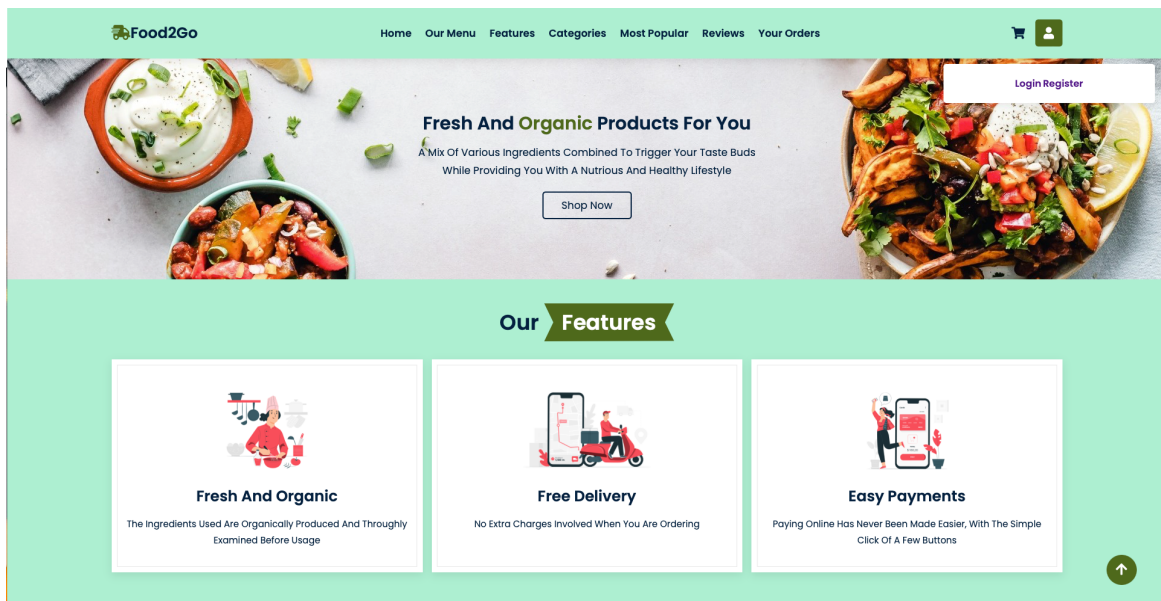 Food2Go
Home Our Menu Features Categories Most Popular Reviews Your Orders
Login Register
Fresh And Organic Products For You
A Mix Of Various Ingredients Combined To Trigger Your Taste Buds
While Providing You With A Nutrious And Healthy Lifestyle
Shop Now
Our Features
Fresh And Organic
The Ingredients Used Are Organically Produced And Throughly
Examined Before Usage
Free Delivery
No Extra Charges Involved When You Are Ordering
Easy Payments
Paying Online Has Never Been Made Easier, With The Simple
Click Of A Few Buttons